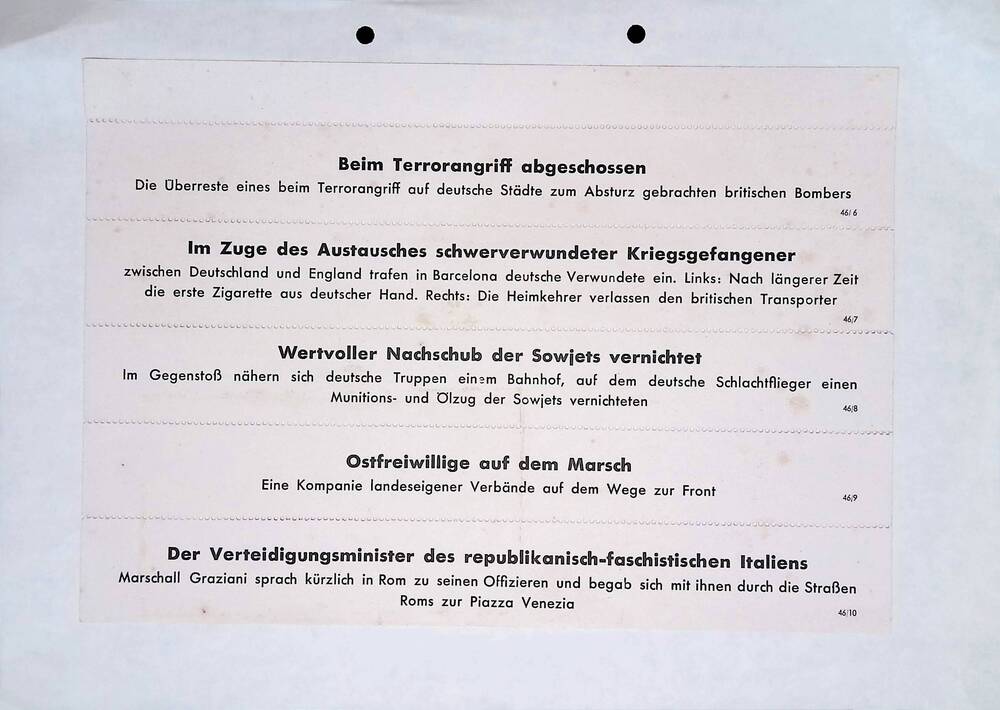 Beim Terrorangriff abgeschossen
Die Überreste eines beim Terrorangriff auf deutsche Städte zum Absturz gebrachten britischen Bombers
46/6
Im Zuge des Austausches schwerverwundeter Kriegsgefangener
zwischen Deutschland und England trafen in Barcelona deutsche Verwundete ein. Links: Nach längerer Zeit
die erste Zigarette aus deutscher Hand. Rechts: Die Heimkehrer verlassen den britischen Transporter
46/7
Wertvoller Nachschub der Sowjets vernichtet
Im Gegenstoß nähern sich deutsche Truppen einem Bahnhof, auf dem deutsche Schlachtflieger einen
Munitions- und Ölzug der Sowjets vernichteten
46/8
Ostfreiwillige auf dem Marsch
Eine Kompanie landeseigener Verbände auf dem Wege zur Front
46/9
Der Verteidigungsminister des republikanisch-faschistischen Italiens
Marschall Graziani sprach kürzlich in Rom zu seinen Offizieren und begab sich mit ihnen durch die Straßen
Roms zur Piazza Venezia
46/10